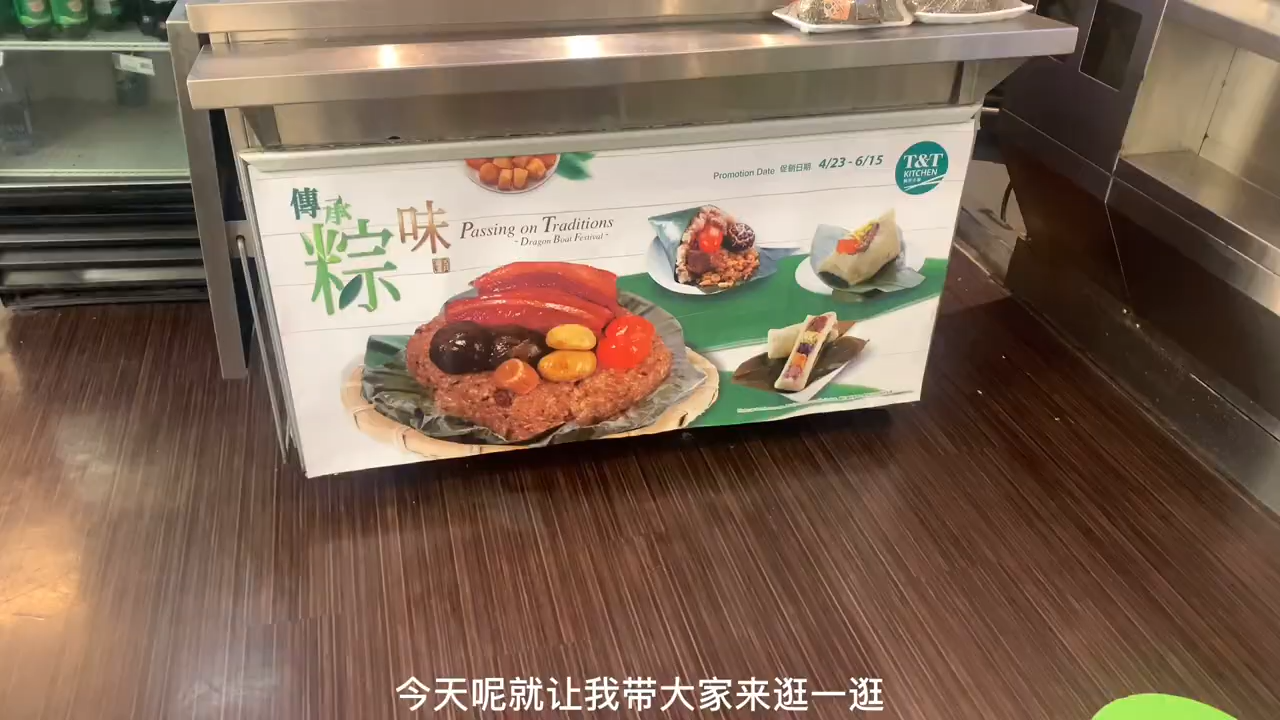 Promotion Date 促銷日期 4/23 - 6/15
T&T
KITCHEN
傳承
粽味
Passing on Traditions
- Dragon Boat Festival -
今天呢就让我带大家来逛一逛